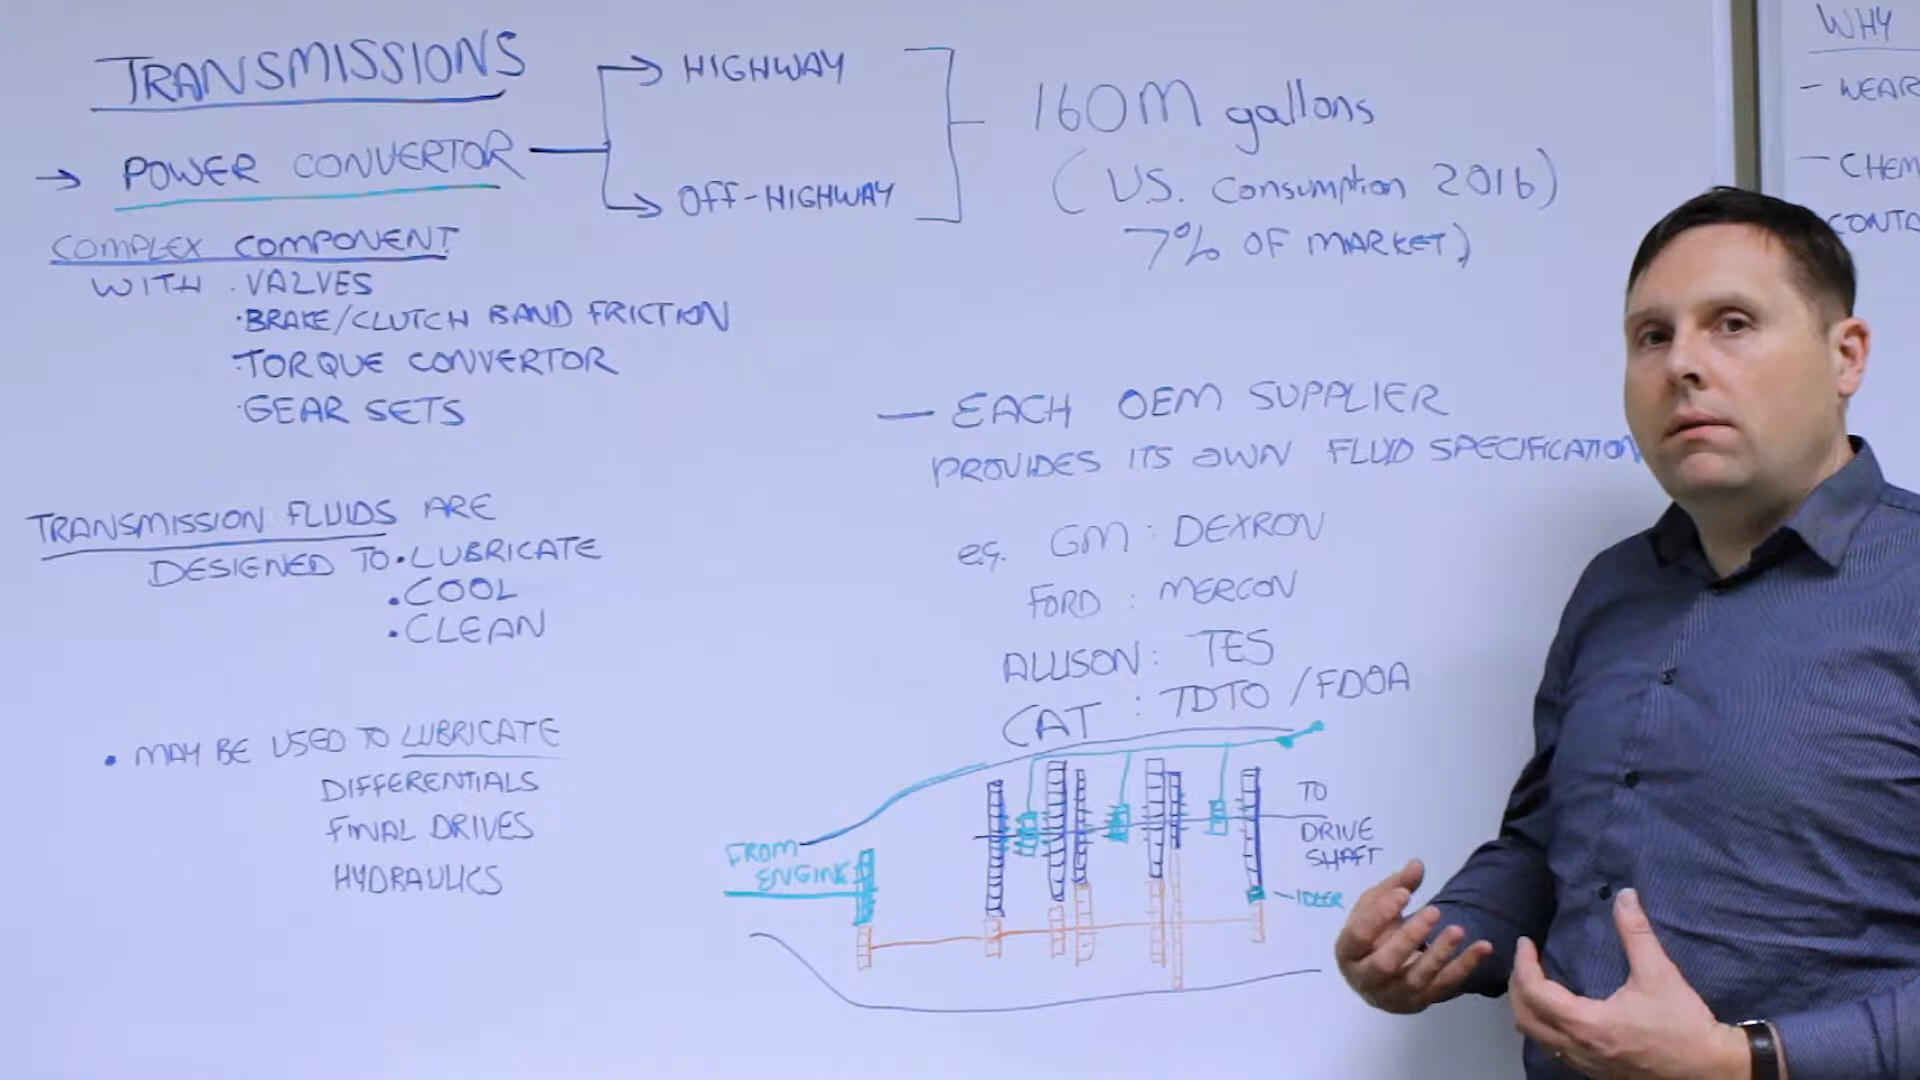 TRANSMISSIONS
→ POWER CONVERTOR
HIGHWAY
OFF-HIGHWAY
160M gallons
(U.S. Consumption 2016)
7% OF MARKET)
COMPLEX COMPONENT
WITH · VALVES
· BRAKE/CLUTCH BAND FRICTION
· TORQUE CONVERTOR
· GEAR SETS
TRANSMISSION FLUIDS ARE
DESIGNED TO • LUBRICATE
• COOL
• CLEAN
• MAY BE USED TO LUBRICATE
DIFFERENTIALS
FINAL DRIVES
HYDRAULICS
— EACH OEM SUPPLIER
PROVIDES ITS OWN FLUID SPECIFICATION
eg. GM : DEXRON
FORD : MERCON
ALLISON : TES
CAT : TDTO / FDOA
FROM
ENGINE
TO
DRIVE
SHAFT
- IDLER
WHY
- WEAR
- CHEM
CONTA